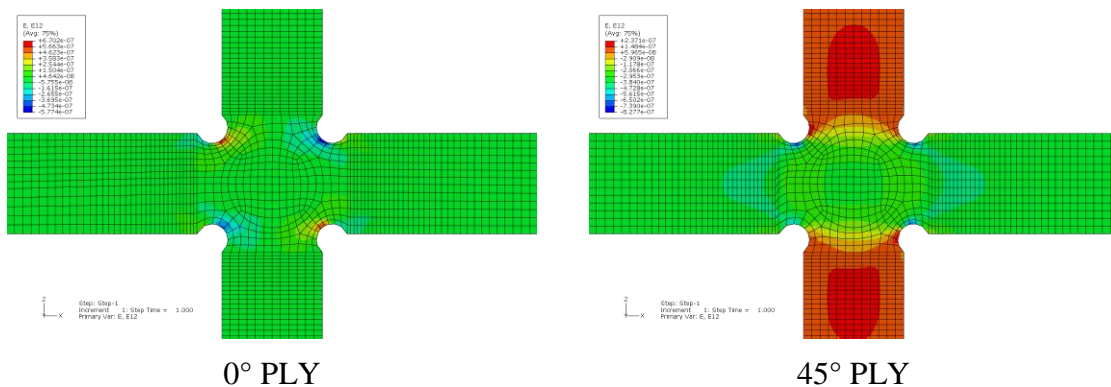 E, E12
(Avg: 75%)
+6.702e-07
+5.663e-07
+4.623e-07
+3.583e-07
+2.544e-07
+1.504e-07
+4.642e-08
-5.755e-08
-1.615e-07
-2.655e-07
-3.695e-07
-4.734e-07
-5.774e-07
Z
X
Step: Step-1
Increment 1: Step Time = 1.000
Primary Var: E, E12
0° PLY
E, E12
(Avg: 75%)
+2.371e-07
+1.484e-07
+5.965e-08
-2.909e-08
-1.178e-07
-2.066e-07
-2.953e-07
-3.840e-07
-4.728e-07
-5.615e-07
-6.502e-07
-7.390e-07
-8.277e-07
Z
X
Step: Step-1
Increment 1: Step Time = 1.000
Primary Var: E, E12
45° PLY